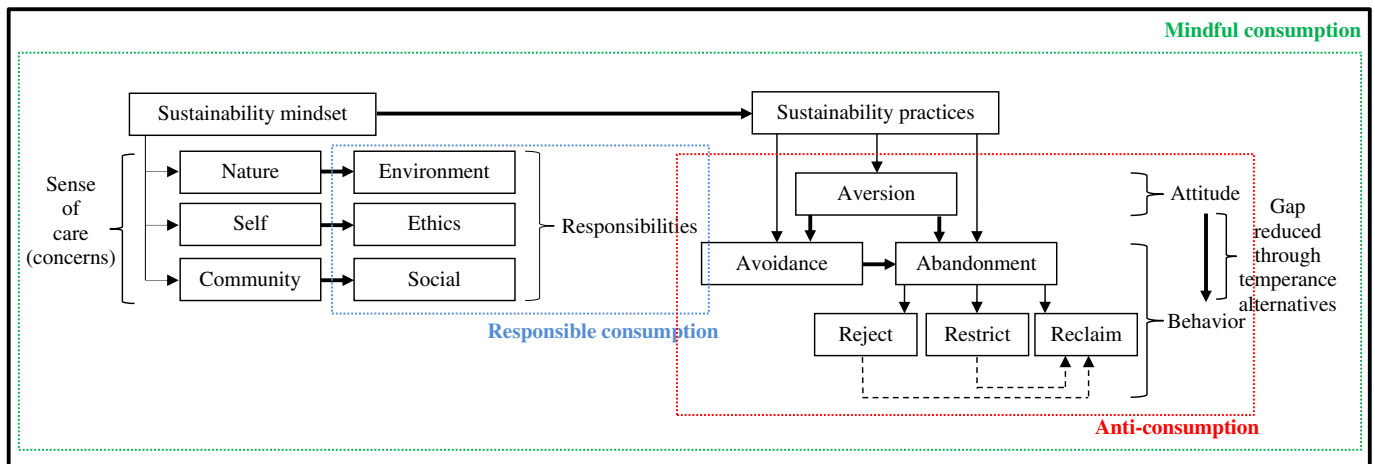 Mindful consumption
Sustainability mindset
Sustainability practices
Sense
of
care
(concerns)
Nature
Self
Community
Environment
Ethics
Social
Responsibilities
Responsible consumption
Aversion
Avoidance
Abandonment
Reject
Restrict
Reclaim
Attitude
Behavior
Gap
reduced
through
temperance
alternatives
Anti-consumption